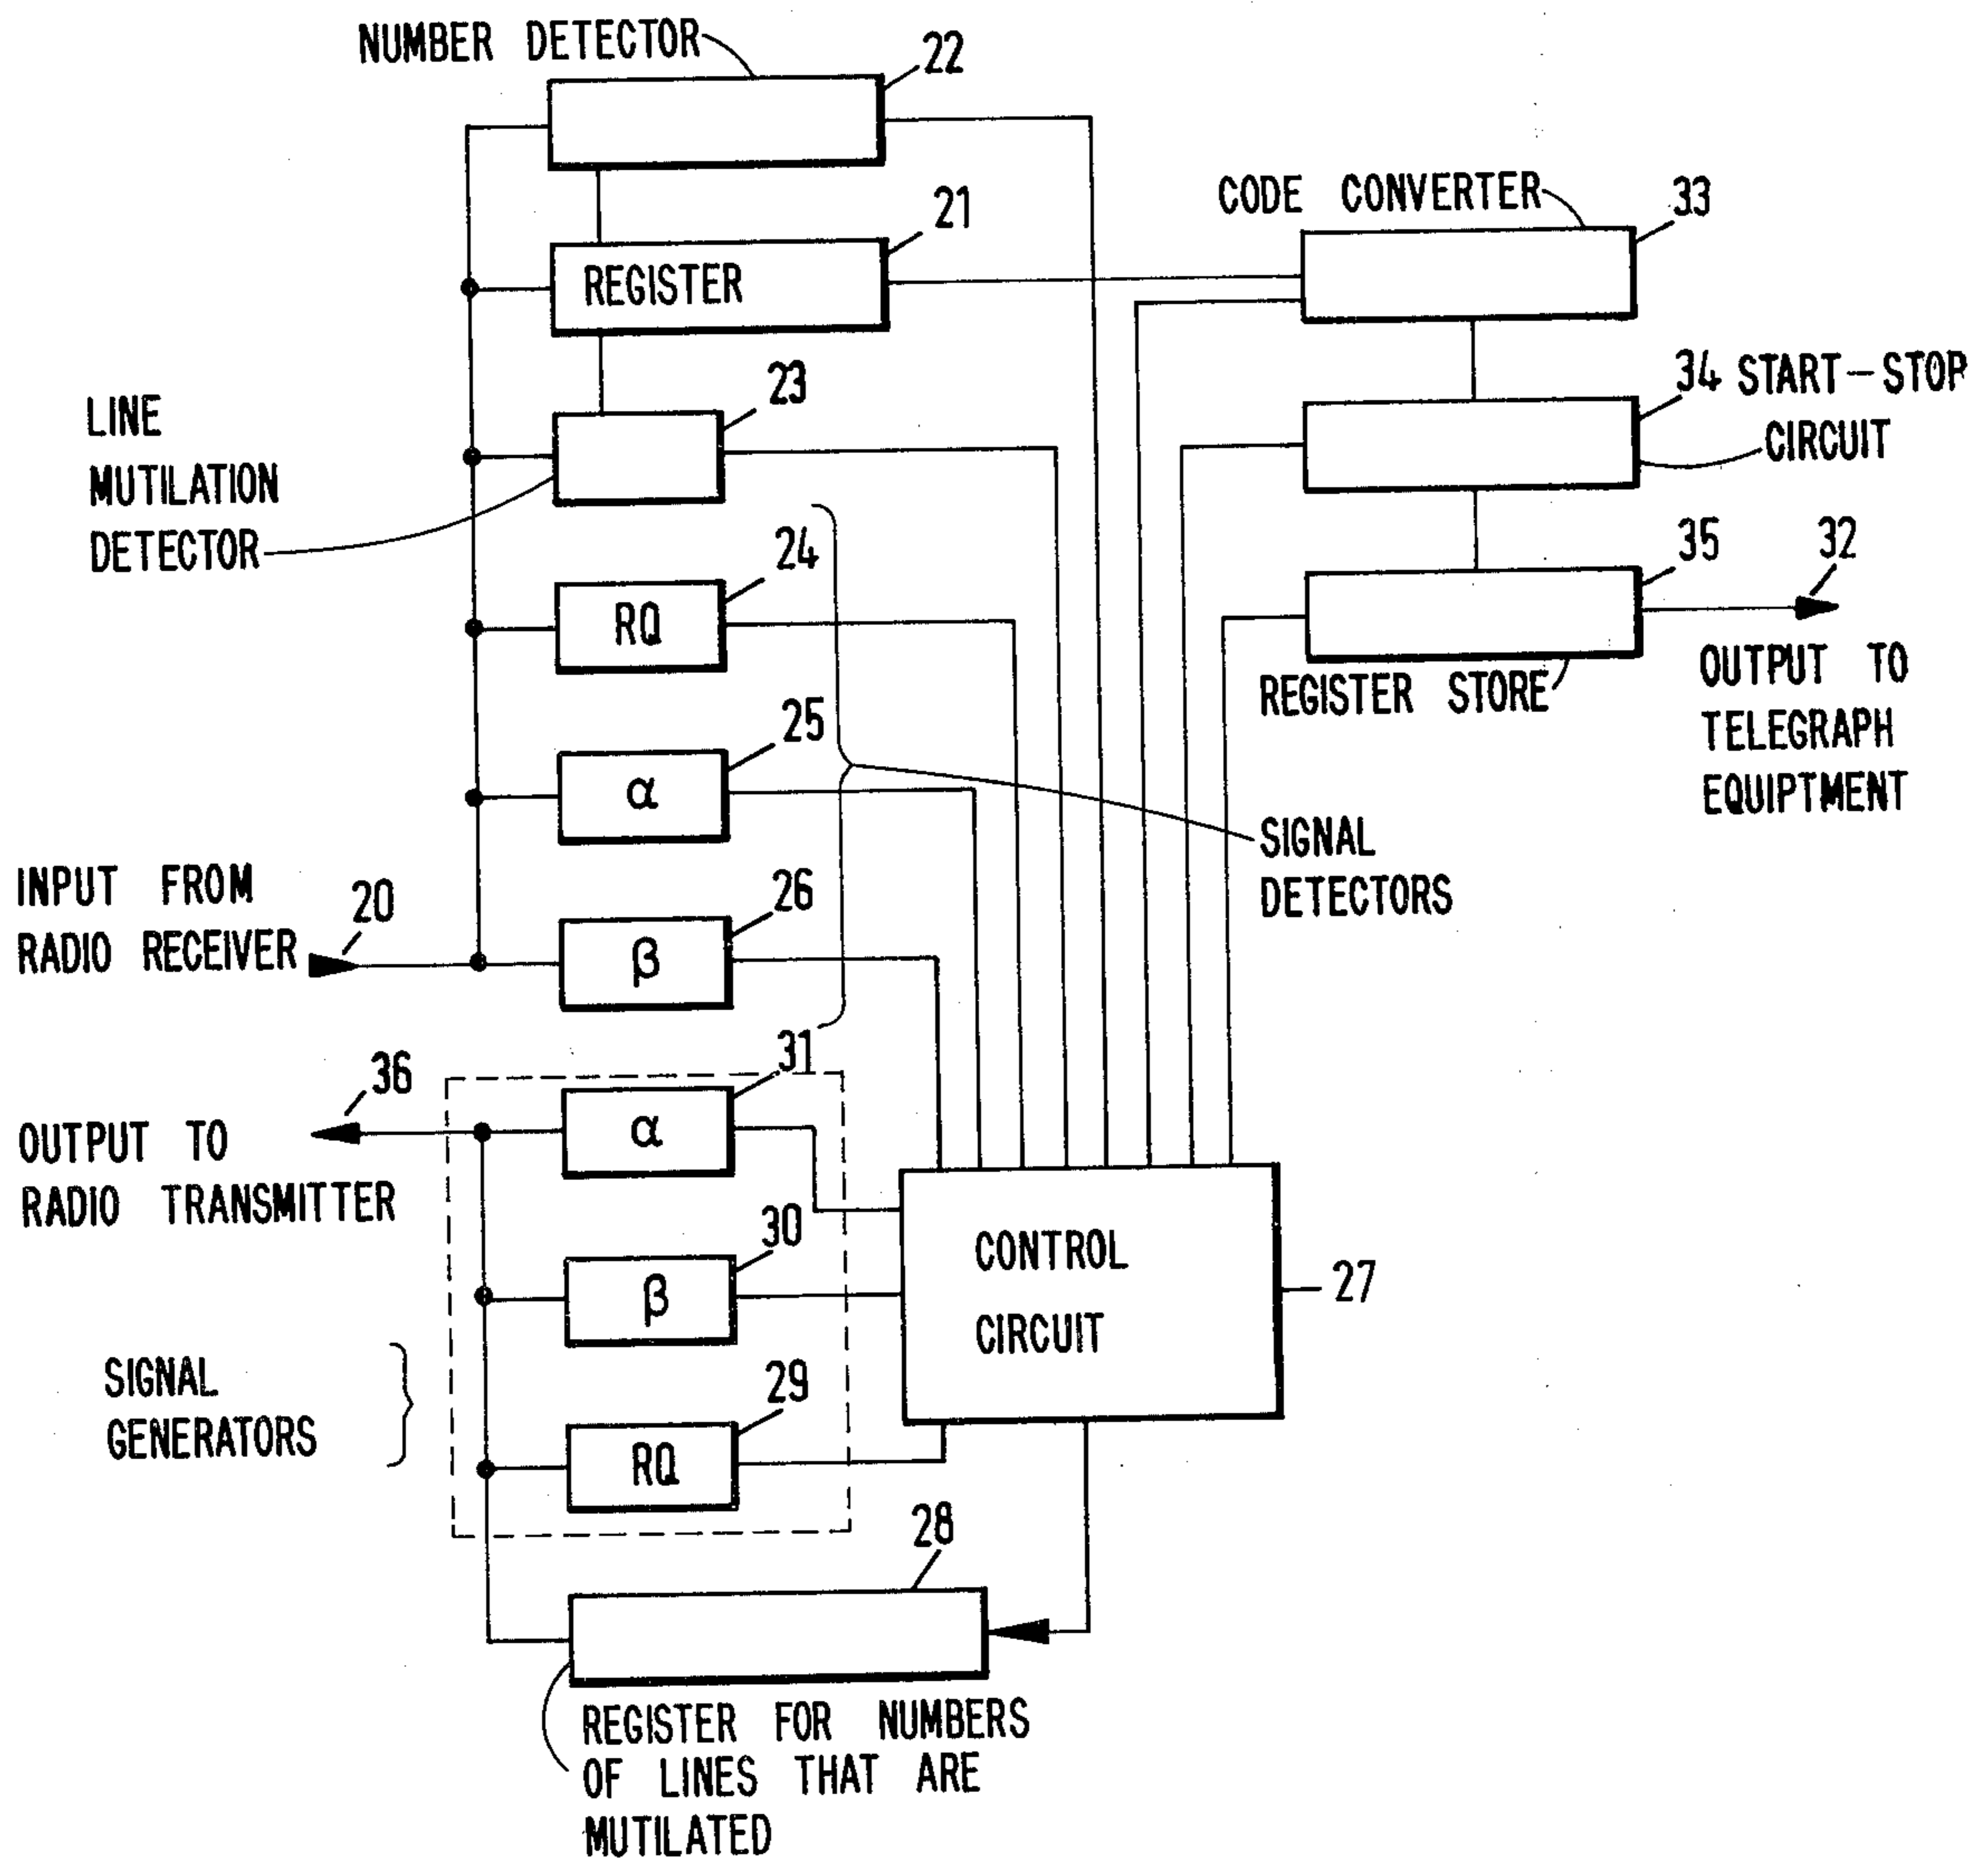 NUMBER DETECTOR
22
21
REGISTER
CODE CONVERTER
33
LINE
MUTILATION
DETECTOR
23
34 START-STOP
CIRCUIT
24
RQ
35
32
REGISTER STORE
OUTPUT TO
TELEGRAPH
EQUIPTMENT
25
α
SIGNAL
DETECTORS
INPUT FROM
RADIO RECEIVER
20
26
β
36
31
α
OUTPUT TO
RADIO TRANSMITTER
30
β
CONTROL
CIRCUIT
27
SIGNAL
GENERATORS
29
RQ
28
REGISTER FOR NUMBERS
OF LINES THAT ARE
MUTILATED